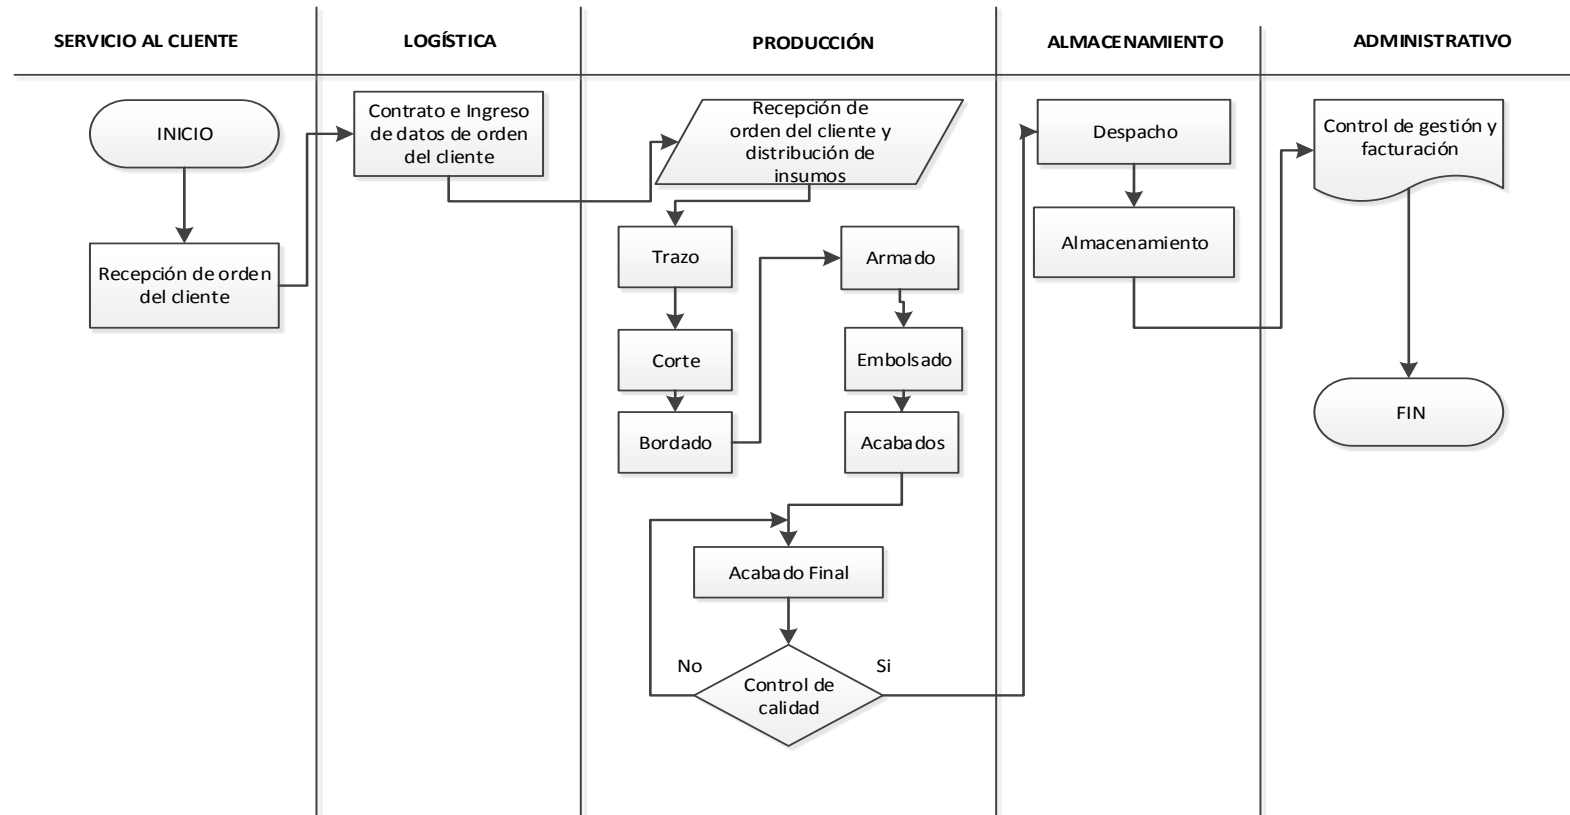 SERVICIO AL CLIENTE
LOGÍSTICA
PRODUCCIÓN
ALMACENAMIENTO
ADMINISTRATIVO
INICIO
Recepción de orden
del cliente
Contrato e Ingreso
de datos de orden
del cliente
Recepción de
orden del cliente y
distribución de
insumos
Trazo
Corte
Bordado
Armado
Embolsado
Acabados
Acabado Final
No
Si
Control de
calidad
Despacho
Almacenamiento
Control de gestión y
facturación
FIN